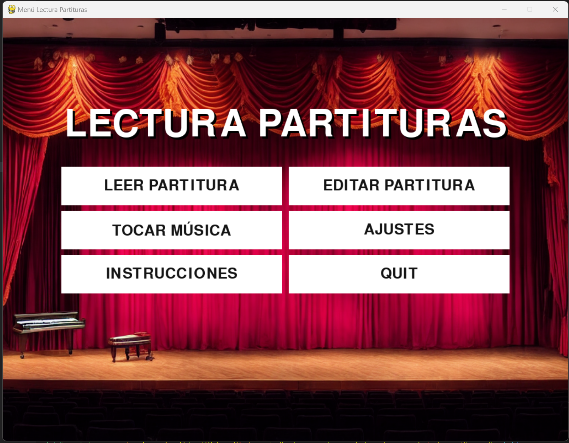 Menú Lectura Partituras
LECTURA PARTITURAS
LEER PARTITURA
EDITAR PARTITURA
TOCAR MÚSICA
AJUSTES
INSTRUCCIONES
QUIT